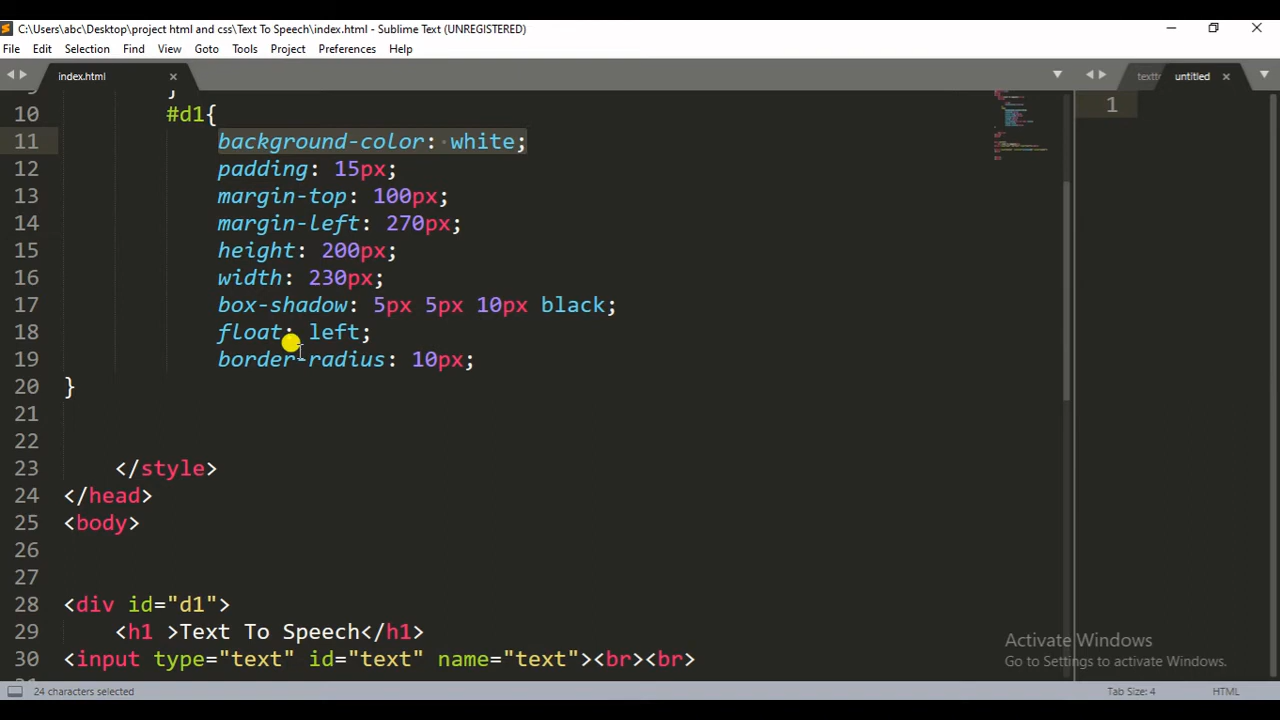 C:\Users\abc\Desktop\project html and css\Text To Speech\index.html - Sublime Text (UNREGISTERED)
File Edit Selection Find View Goto Tools Project Preferences Help
index.html untitled
1
10 #d1{
11 background-color: white;
12 padding: 15px;
13 margin-top: 100px;
14 margin-left: 270px;
15 height: 200px;
16 width: 230px;
17 box-shadow: 5px 5px 10px black;
18 float: left;
19 border-radius: 10px;
20 }
21
22
23 </style>
24 </head>
25 <body>
26
27
28 <div id="d1">
29 <h1 >Text To Speech</h1>
30 <input type="text" id="text" name="text"><br><br>
Activate Windows
Go to Settings to activate Windows.
24 characters selected Tab Size: 4 HTML